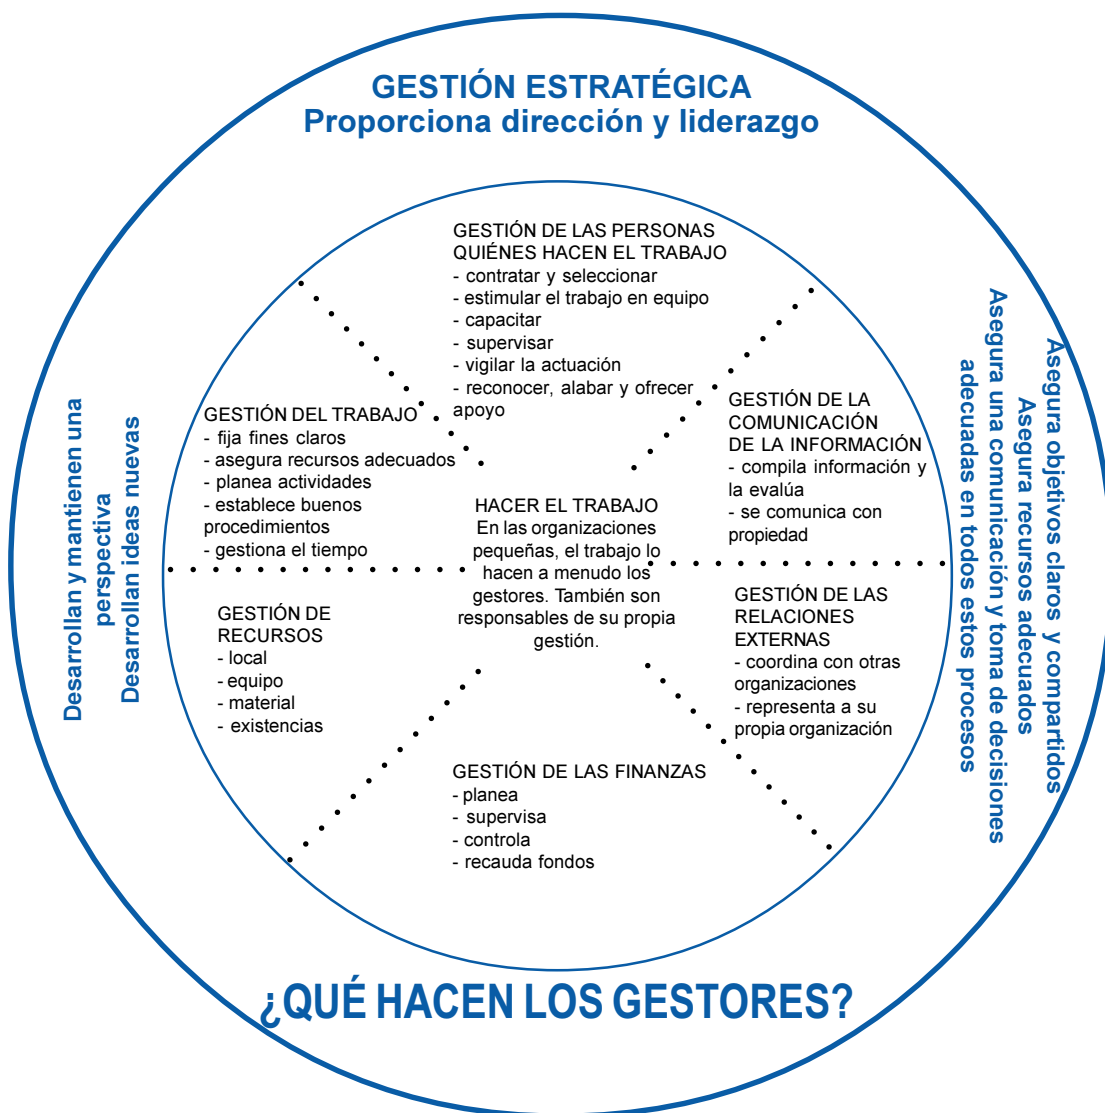 GESTIÓN ESTRATÉGICA
Proporciona dirección y liderazgo
GESTIÓN DE LAS PERSONAS
QUIÉNES HACEN EL TRABAJO
- contratar y seleccionar
- estimular el trabajo en equipo
- capacitar
- supervisar
- vigilar la actuación
- reconocer, alabar y ofrecer
apoyo
GESTIÓN DEL TRABAJO
- fija fines claros
- asegura recursos adecuados
- planea actividades
- establece buenos
procedimientos
- gestiona el tiempo
GESTIÓN DE LA
COMUNICACIÓN
DE LA INFORMACIÓN
- compila información y
la evalúa
- se comunica con
propiedad
HACER EL TRABAJO
En las organizaciones
pequeñas, el trabajo lo
hacen a menudo los
gestores. También son
responsables de su propia
gestión.
GESTIÓN DE
RECURSOS
- local
- equipo
- material
- existencias
GESTIÓN DE LAS
RELACIONES
EXTERNAS
- coordina con otras
organizaciones
- representa a su
propia organización
GESTIÓN DE LAS FINANZAS
- planea
- supervisa
- controla
- recauda fondos
Desarrollan y mantienen una
perspectiva
Desarrollan ideas nuevas
Asegura objetivos claros y compartidos
Asegura recursos adecuados
Asegura una comunicación y toma de decisiones
adecuadas en todos estos procesos
¿QUÉ HACEN LOS GESTORES?